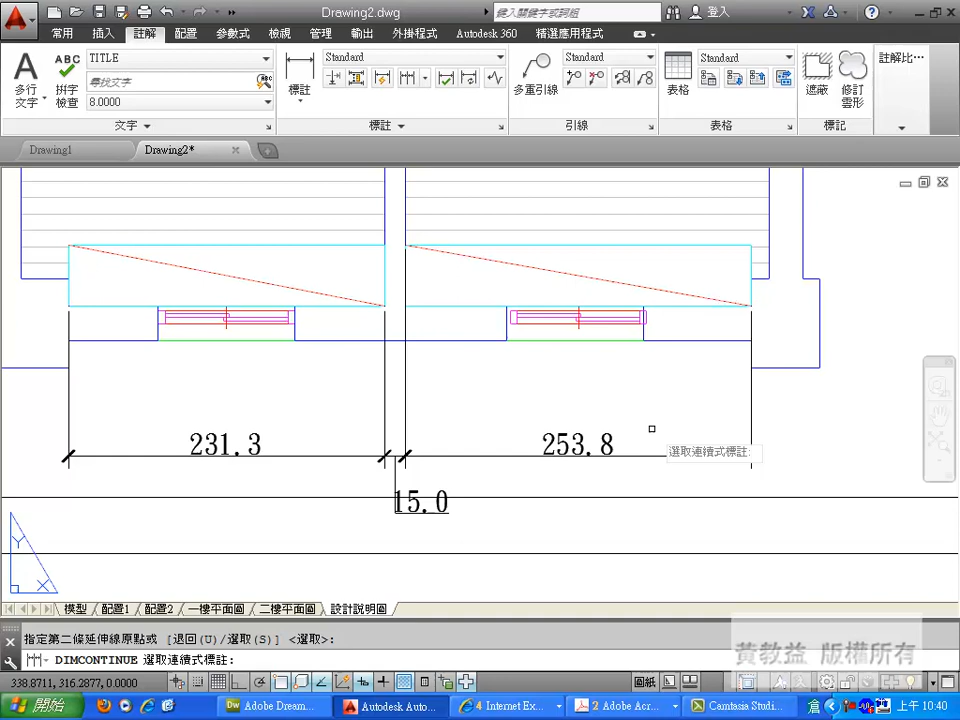 Drawing2.dwg
鍵入關鍵字或詞組
登入
常用 插入 註解 配置 參數式 檢視 管理 輸出 外掛程式 Autodesk 360 精選應用程式
多行
文字
ABC
拼字
檢查
TITLE
尋找文字
8.0000
文字
標註
Standard
標註
多重引線
Standard
引線
表格
Standard
表格
遮蔽
修訂
雲形
標記
註解比…
Drawing1
Drawing2*
231.3
253.8
選取連續式標註:
15.0
Y
X
模型 配置1 配置2 一樓平面圖 二樓平面圖 設計說明圖
指定第二條延伸線原點或 [退回(U)/選取(S)] <選取>:
DIMCONTINUE 選取連續式標註:
黃教益 版權所有
338.8711, 316.2877, 0.0000
圖紙
開始
Adobe Dream...
Autodesk Auto...
4 Internet Ex...
2 Adobe Acr...
Camtasia Studi...
上午 10:40